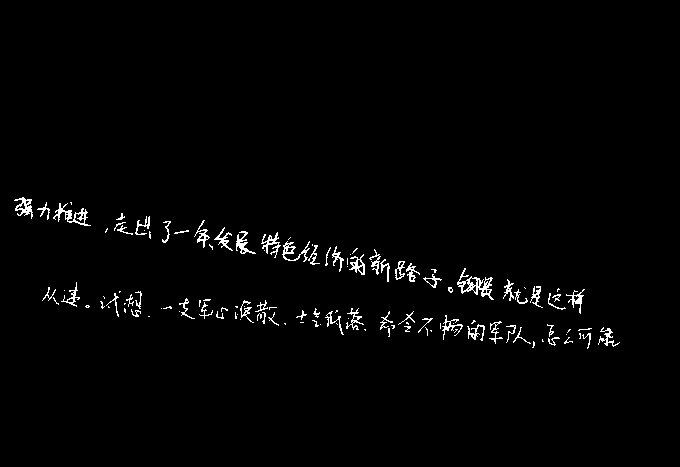 强力推进，走出了一条发展特色经济的新路子。钢良就是这样
从速。试想、一支军心涣散、士气低落、命令不畅的军队，怎么可能